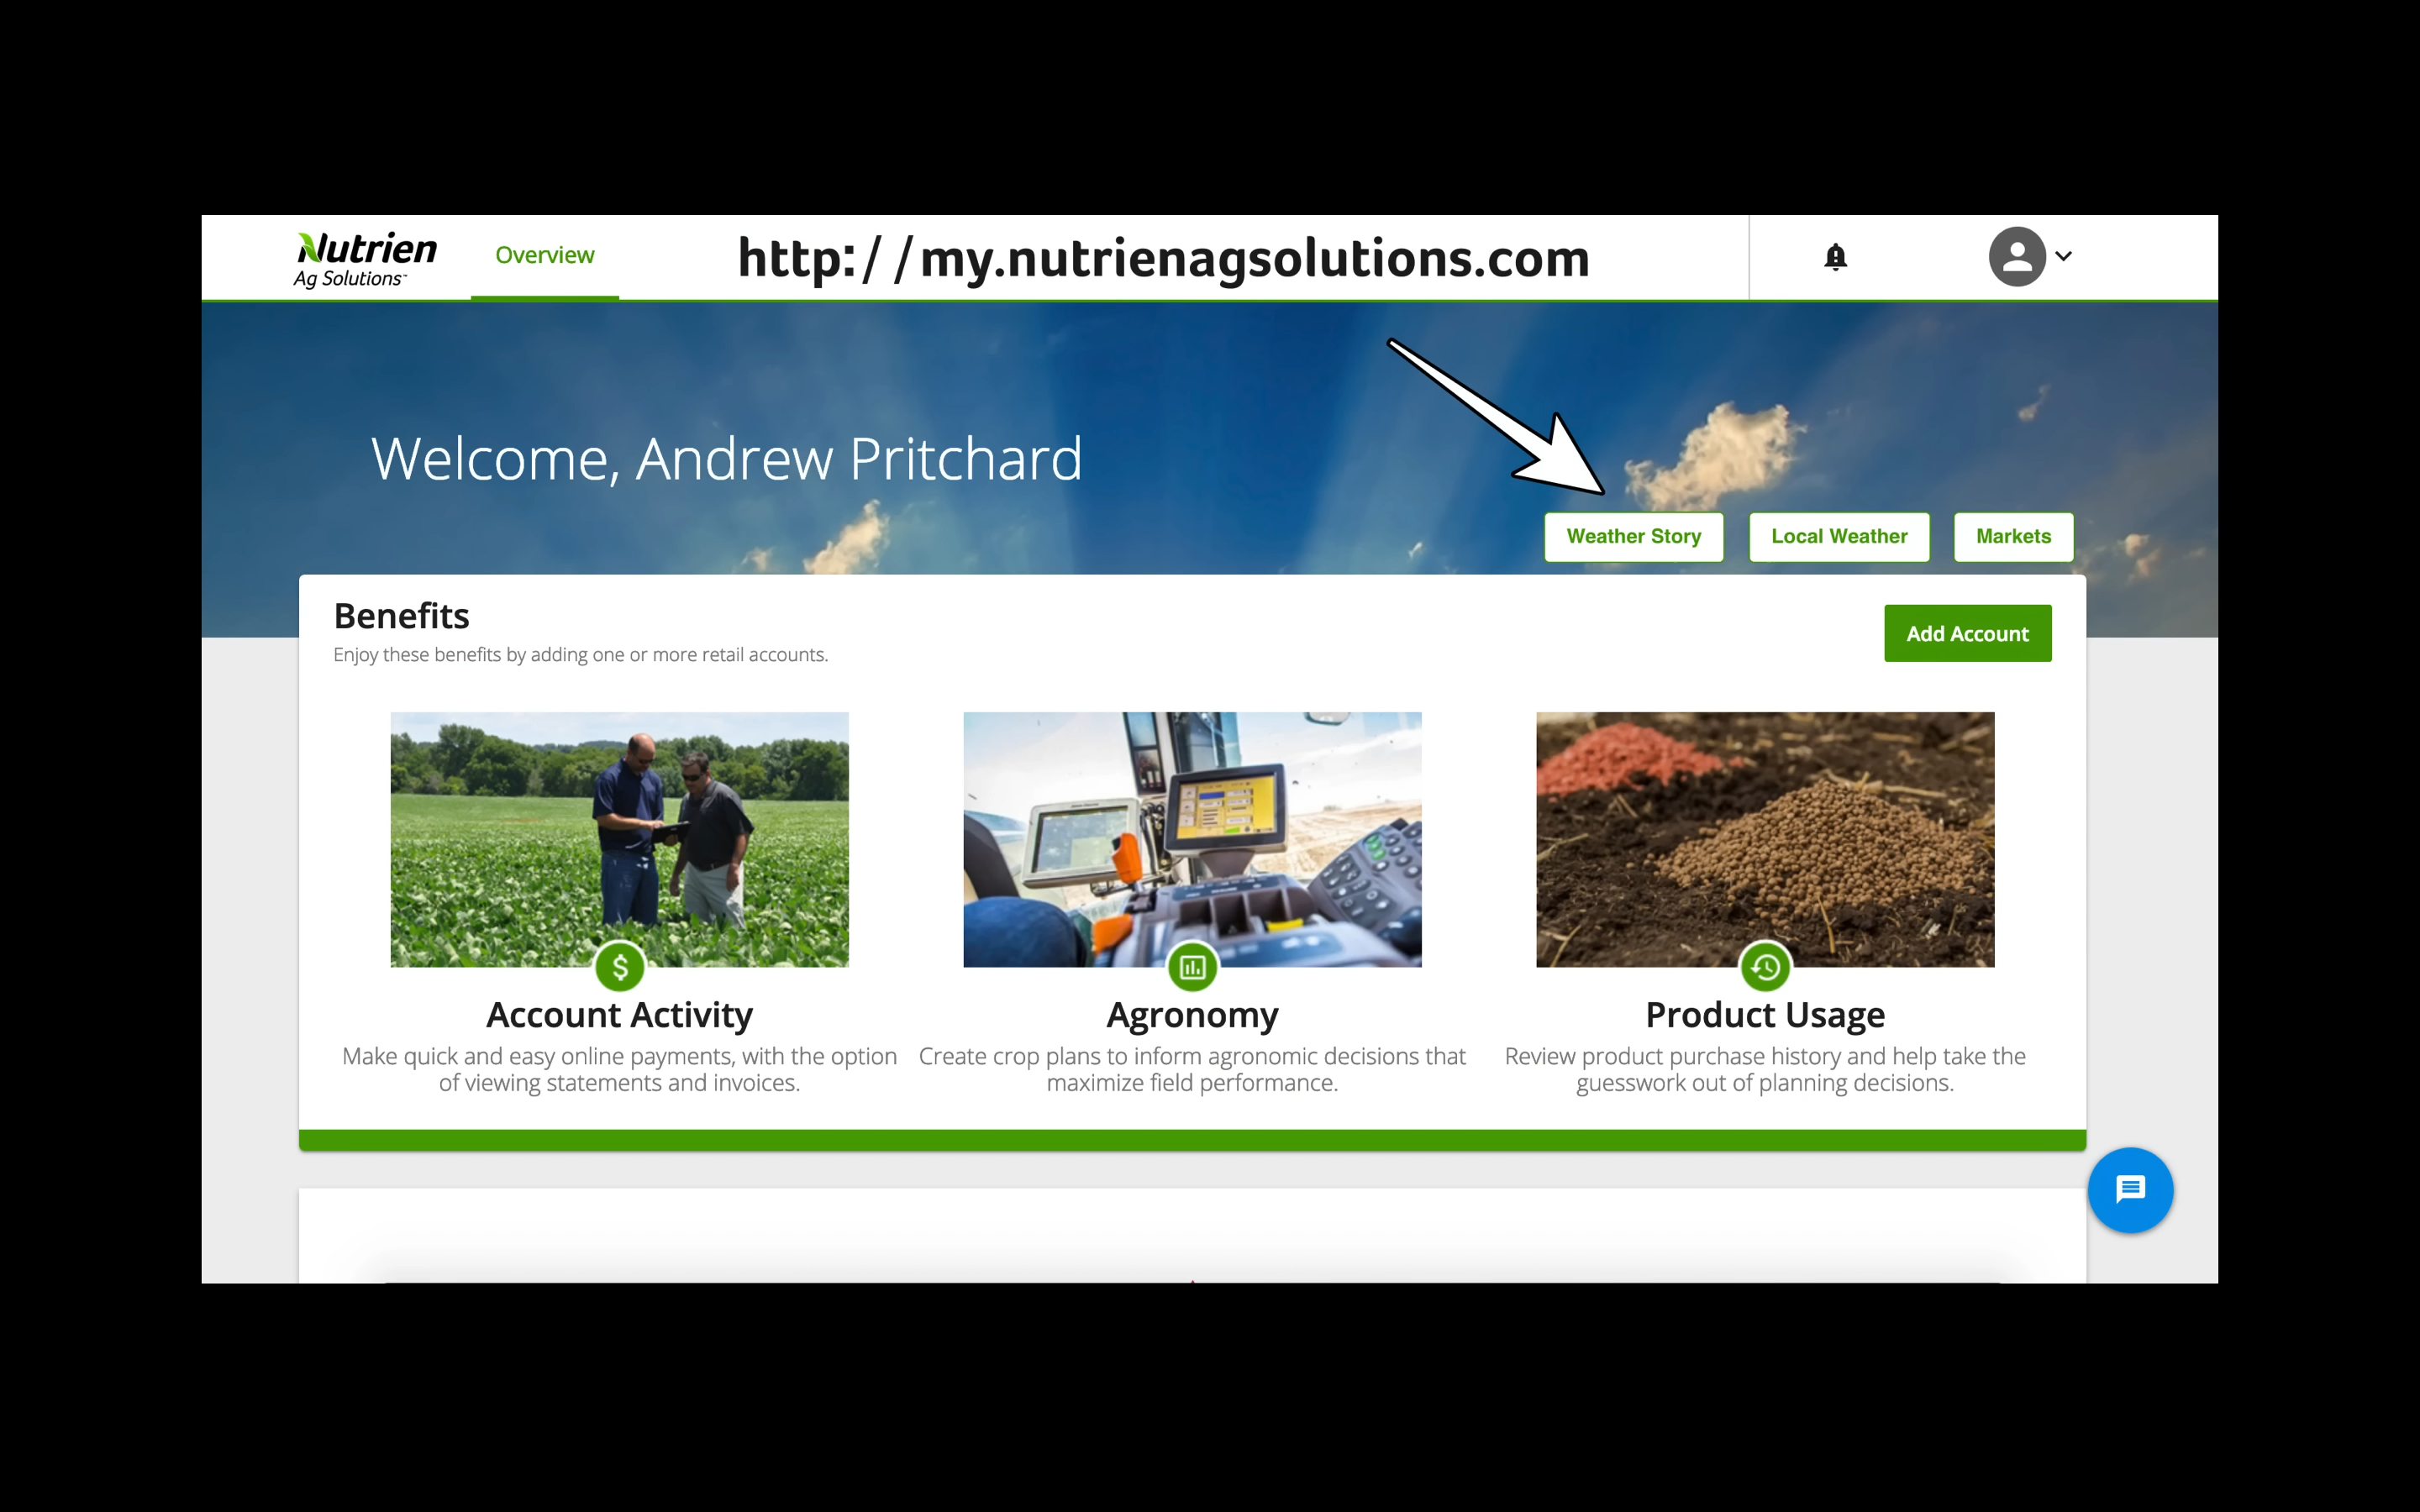 Nutrien
Ag Solutions™
Overview
http://my.nutrienagsolutions.com
Welcome, Andrew Pritchard
Weather Story
Local Weather
Markets
Benefits
Enjoy these benefits by adding one or more retail accounts.
Add Account
Account Activity
Make quick and easy online payments, with the option
of viewing statements and invoices.
Agronomy
Create crop plans to inform agronomic decisions that
maximize field performance.
Product Usage
Review product purchase history and help take the
guesswork out of planning decisions.